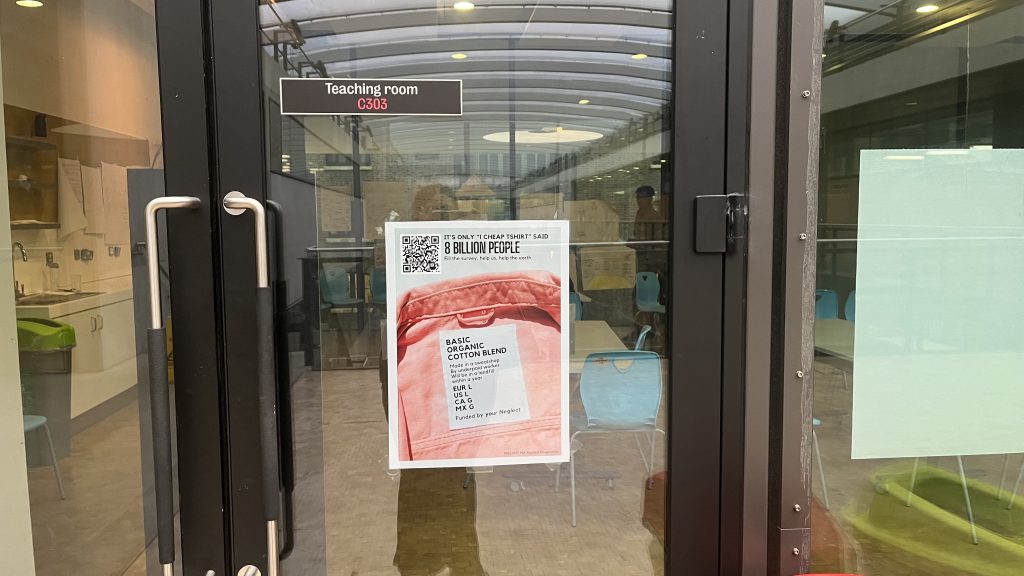 Teaching room
C303
IT'S ONLY "1 CHEAP TSHIRT" SAID
8 BILLION PEOPLE
Fill the survey, help us, help the earth
BASIC
ORGANIC
COTTON BLEND
Made in a sweatshop
By underpaid worker
Will be in a landfill
within a year
EUR L
US L
CA G
MX G
Funded by your Neglect